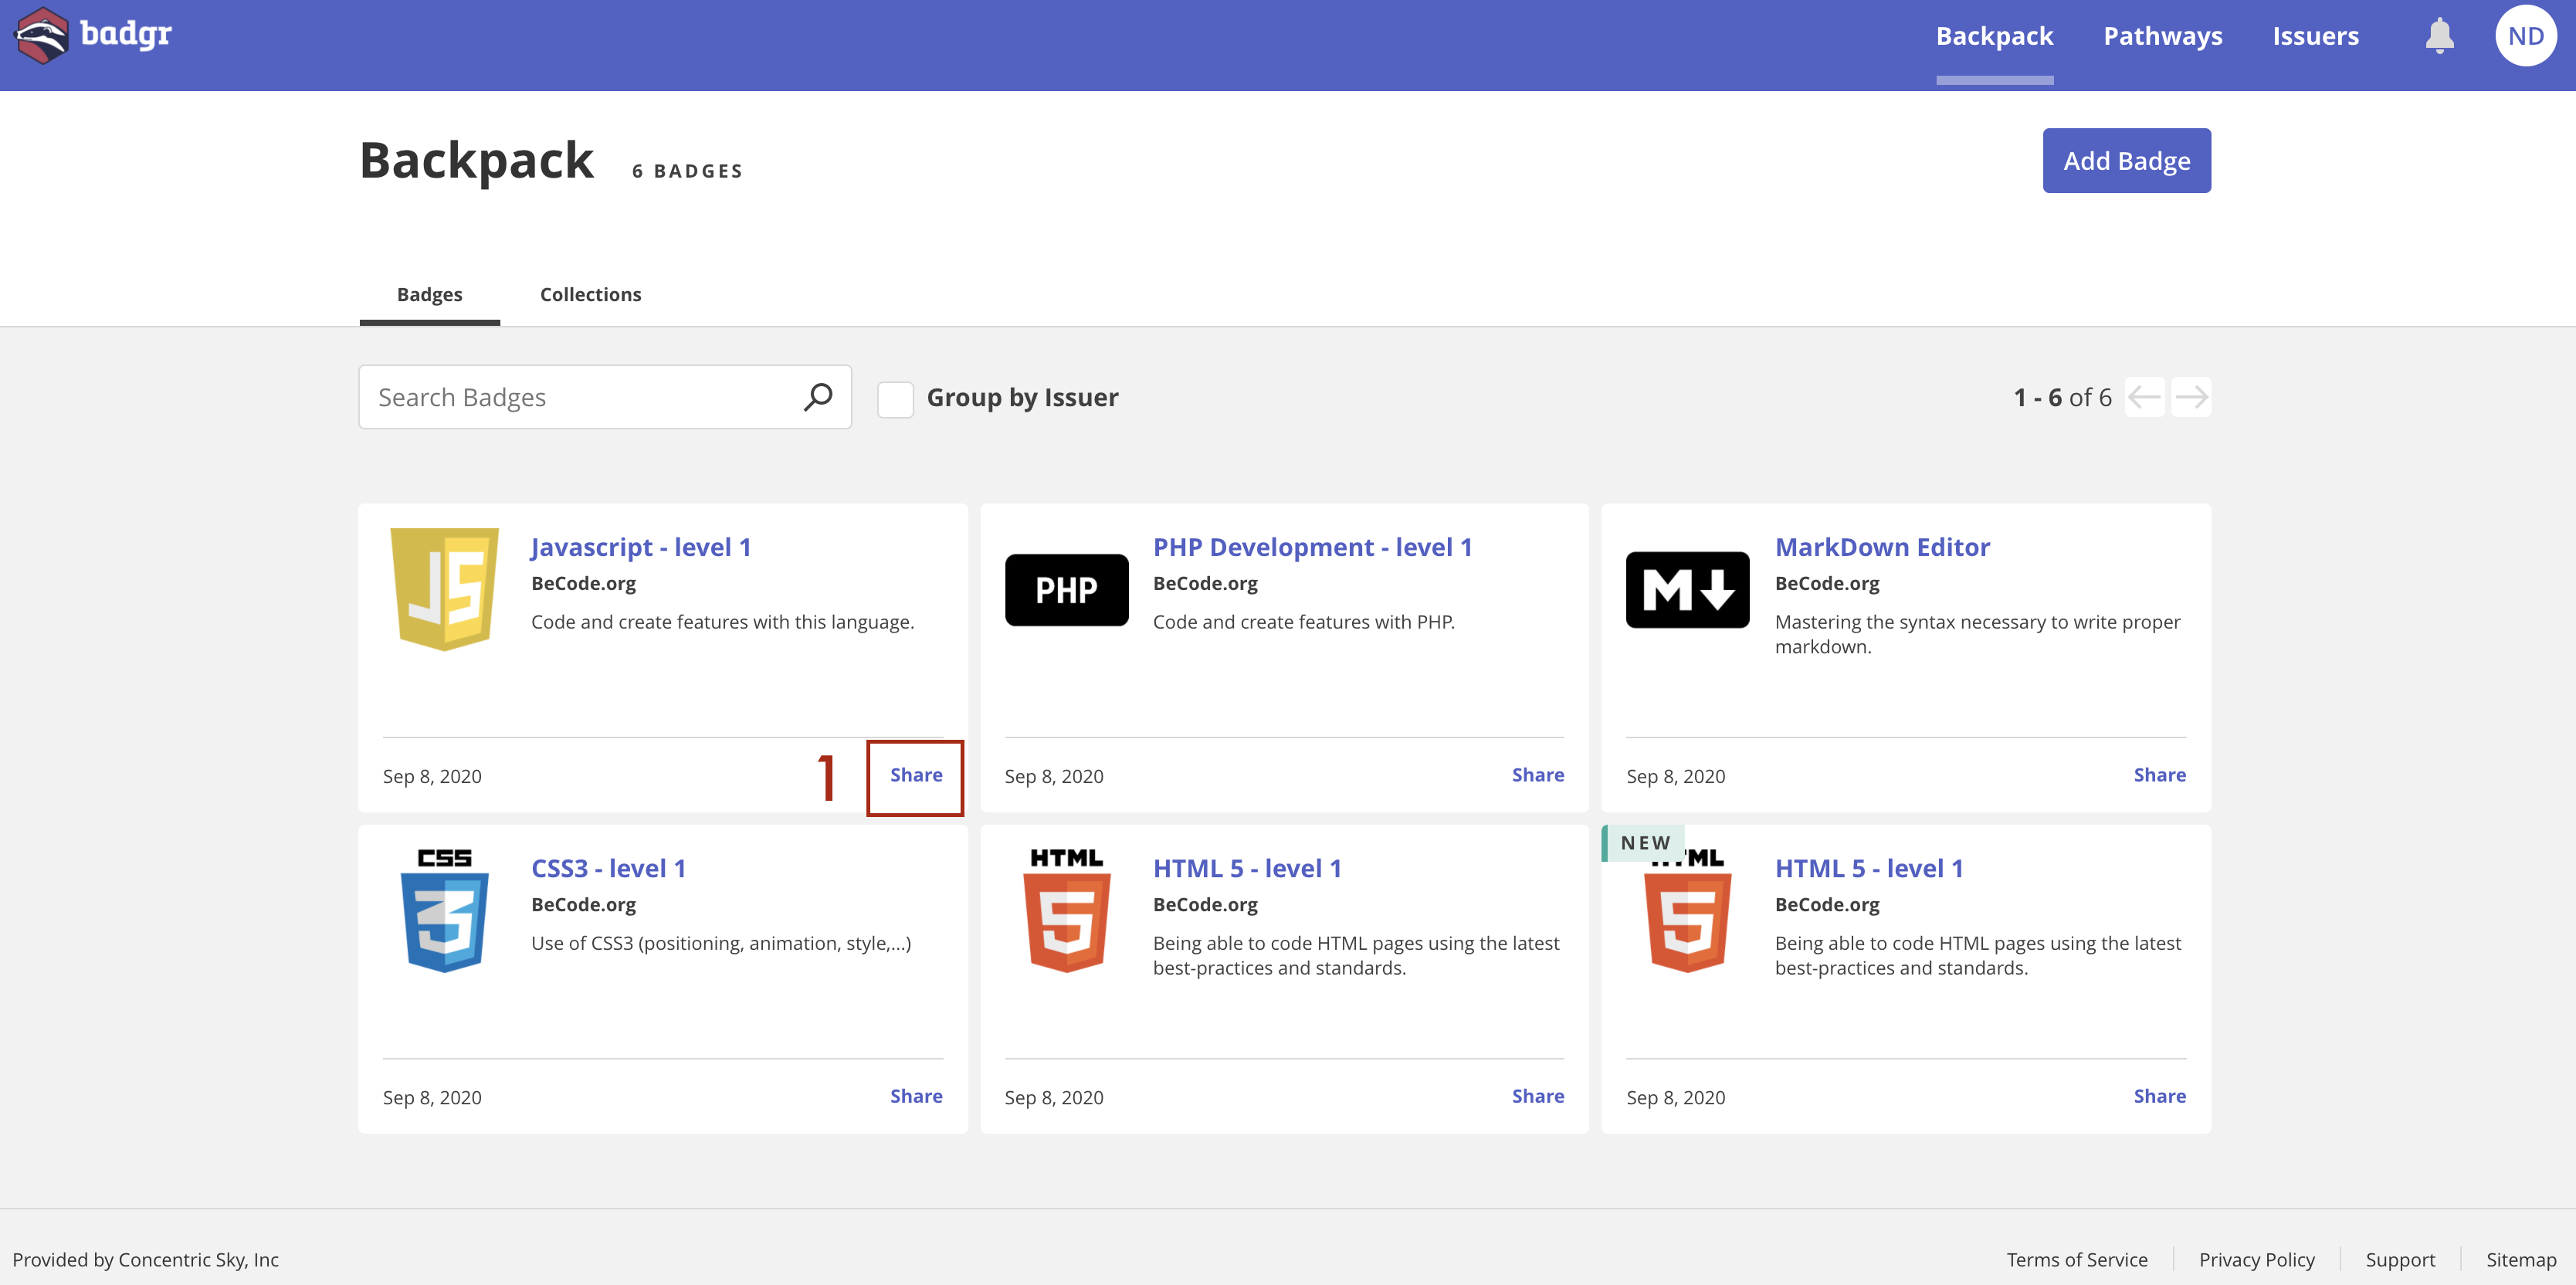 badgr
Backpack Pathways Issuers ND
Backpack 6 BADGES Add Badge
Badges Collections
Search Badges Group by Issuer 1 - 6 of 6
JS
Javascript - level 1
BeCode.org
Code and create features with this language.
Sep 8, 2020 1 Share
PHP
PHP Development - level 1
BeCode.org
Code and create features with PHP.
Sep 8, 2020 Share
M
MarkDown Editor
BeCode.org
Mastering the syntax necessary to write proper
markdown.
Sep 8, 2020 Share
CSS
3
CSS3 - level 1
BeCode.org
Use of CSS3 (positioning, animation, style,...)
Sep 8, 2020 Share
HTML
5
HTML 5 - level 1
BeCode.org
Being able to code HTML pages using the latest
best-practices and standards.
Sep 8, 2020 Share
NEW
HTML
5
HTML 5 - level 1
BeCode.org
Being able to code HTML pages using the latest
best-practices and standards.
Sep 8, 2020 Share
Provided by Concentric Sky, Inc Terms of Service Privacy Policy Support Sitemap